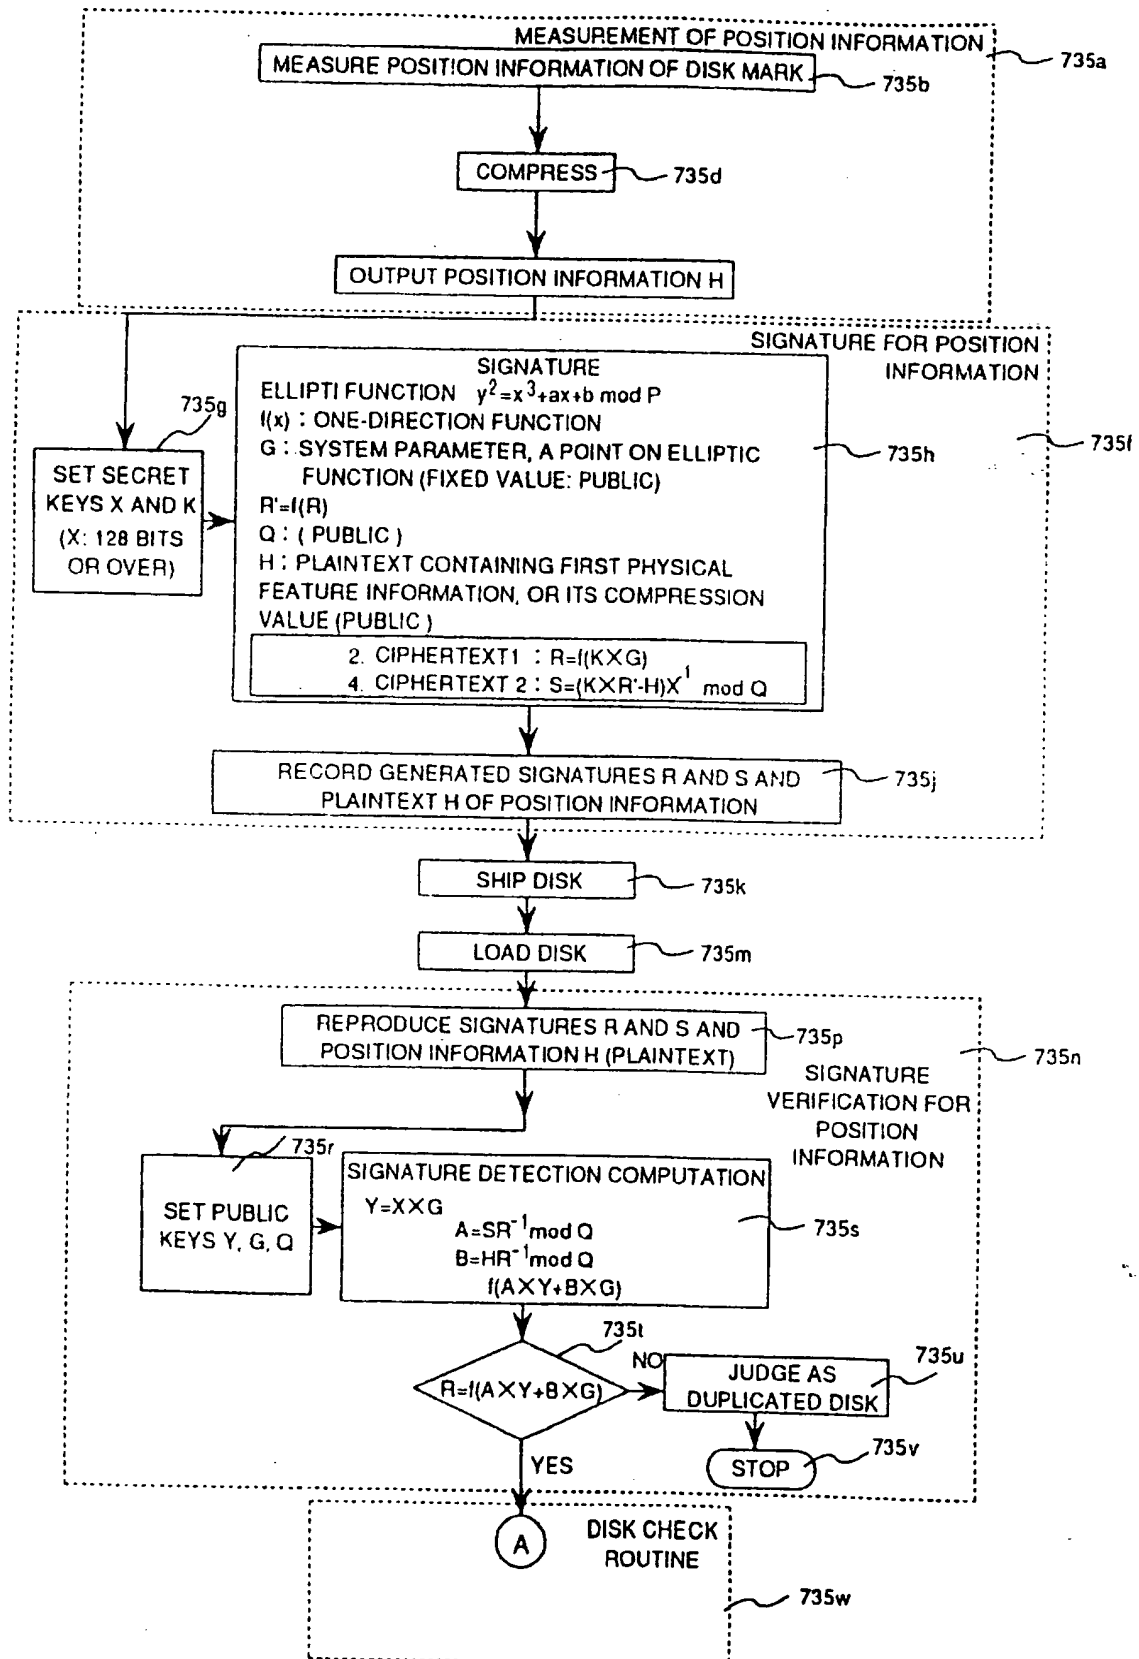 MEASUREMENT OF POSITION INFORMATION
735a
MEASURE POSITION INFORMATION OF DISK MARK
735b
COMPRESS
735d
OUTPUT POSITION INFORMATION H
SIGNATURE FOR POSITION
INFORMATION
735f
735g
SET SECRET
KEYS X AND K
(X: 128 BITS
OR OVER)
SIGNATURE
ELLIPTI FUNCTION y²=x³+ax+b mod P
f(x) : ONE-DIRECTION FUNCTION
G : SYSTEM PARAMETER, A POINT ON ELLIPTIC
FUNCTION (FIXED VALUE: PUBLIC)
R'=f(R)
Q : ( PUBLIC )
H : PLAINTEXT CONTAINING FIRST PHYSICAL
FEATURE INFORMATION, OR ITS COMPRESSION
VALUE (PUBLIC )
2. CIPHERTEXT1 : R=f(K×G)
4. CIPHERTEXT 2 : S=(K×R'-H)X¹ mod Q
735h
RECORD GENERATED SIGNATURES R AND S AND
PLAINTEXT H OF POSITION INFORMATION
735j
SHIP DISK
735k
LOAD DISK
735m
REPRODUCE SIGNATURES R AND S AND
POSITION INFORMATION H (PLAINTEXT)
735p
735n
SIGNATURE
VERIFICATION FOR
POSITION
INFORMATION
735r
SET PUBLIC
KEYS Y, G, Q
SIGNATURE DETECTION COMPUTATION
Y=X×G
A=SR⁻¹ mod Q
B=HR⁻¹ mod Q
f(A×Y+B×G)
735s
735t
R=f(A×Y+B×G)
NO
JUDGE AS
DUPLICATED DISK
735u
STOP
735v
YES
A
DISK CHECK
ROUTINE
735w